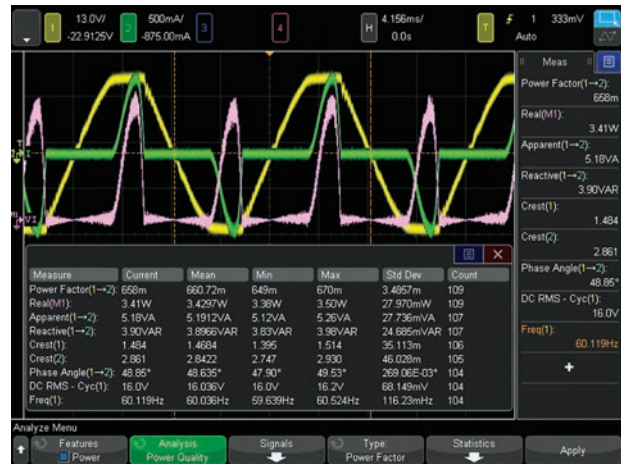 1 13.0V/ -22.9125V 2 500mA/ -875.00mA 3 4 H 4.156ms/ 0.0s T 1 333mV Auto
Meas
Power Factor(1→2):
658m
Real(M1):
3.41W
Apparent(1→2):
5.18VA
Reactive(1→2):
3.90VAR
Crest(1):
1.484
Crest(2):
2.861
Phase Angle(1→2):
48.85°
DC RMS - Cyc(1):
16.0V
Freq(1):
60.119Hz
+
T
I
VI
Measure Current Mean Min Max Std Dev Count
Power Factor(1→2): 658m 660.72m 649m 670m 3.4857m 109
Real(M1): 3.41W 3.4297W 3.38W 3.50W 27.970mW 109
Apparent(1→2): 5.18VA 5.1912VA 5.12VA 5.26VA 27.736mVA 107
Reactive(1→2): 3.90VAR 3.8966VAR 3.83VAR 3.98VAR 24.685mVAR 107
Crest(1): 1.484 1.4684 1.395 1.514 35.113m 106
Crest(2): 2.861 2.8422 2.747 2.930 46.028m 105
Phase Angle(1→2): 48.85° 48.635° 47.90° 49.53° 269.06E-03° 104
DC RMS - Cyc(1): 16.0V 16.036V 16.0V 16.2V 68.149mV 104
Freq(1): 60.119Hz 60.036Hz 59.639Hz 60.524Hz 116.23mHz 104
Analyze Menu
Features Power
Analysis Power Quality
Signals
Type: Power Factor
Statistics
Apply